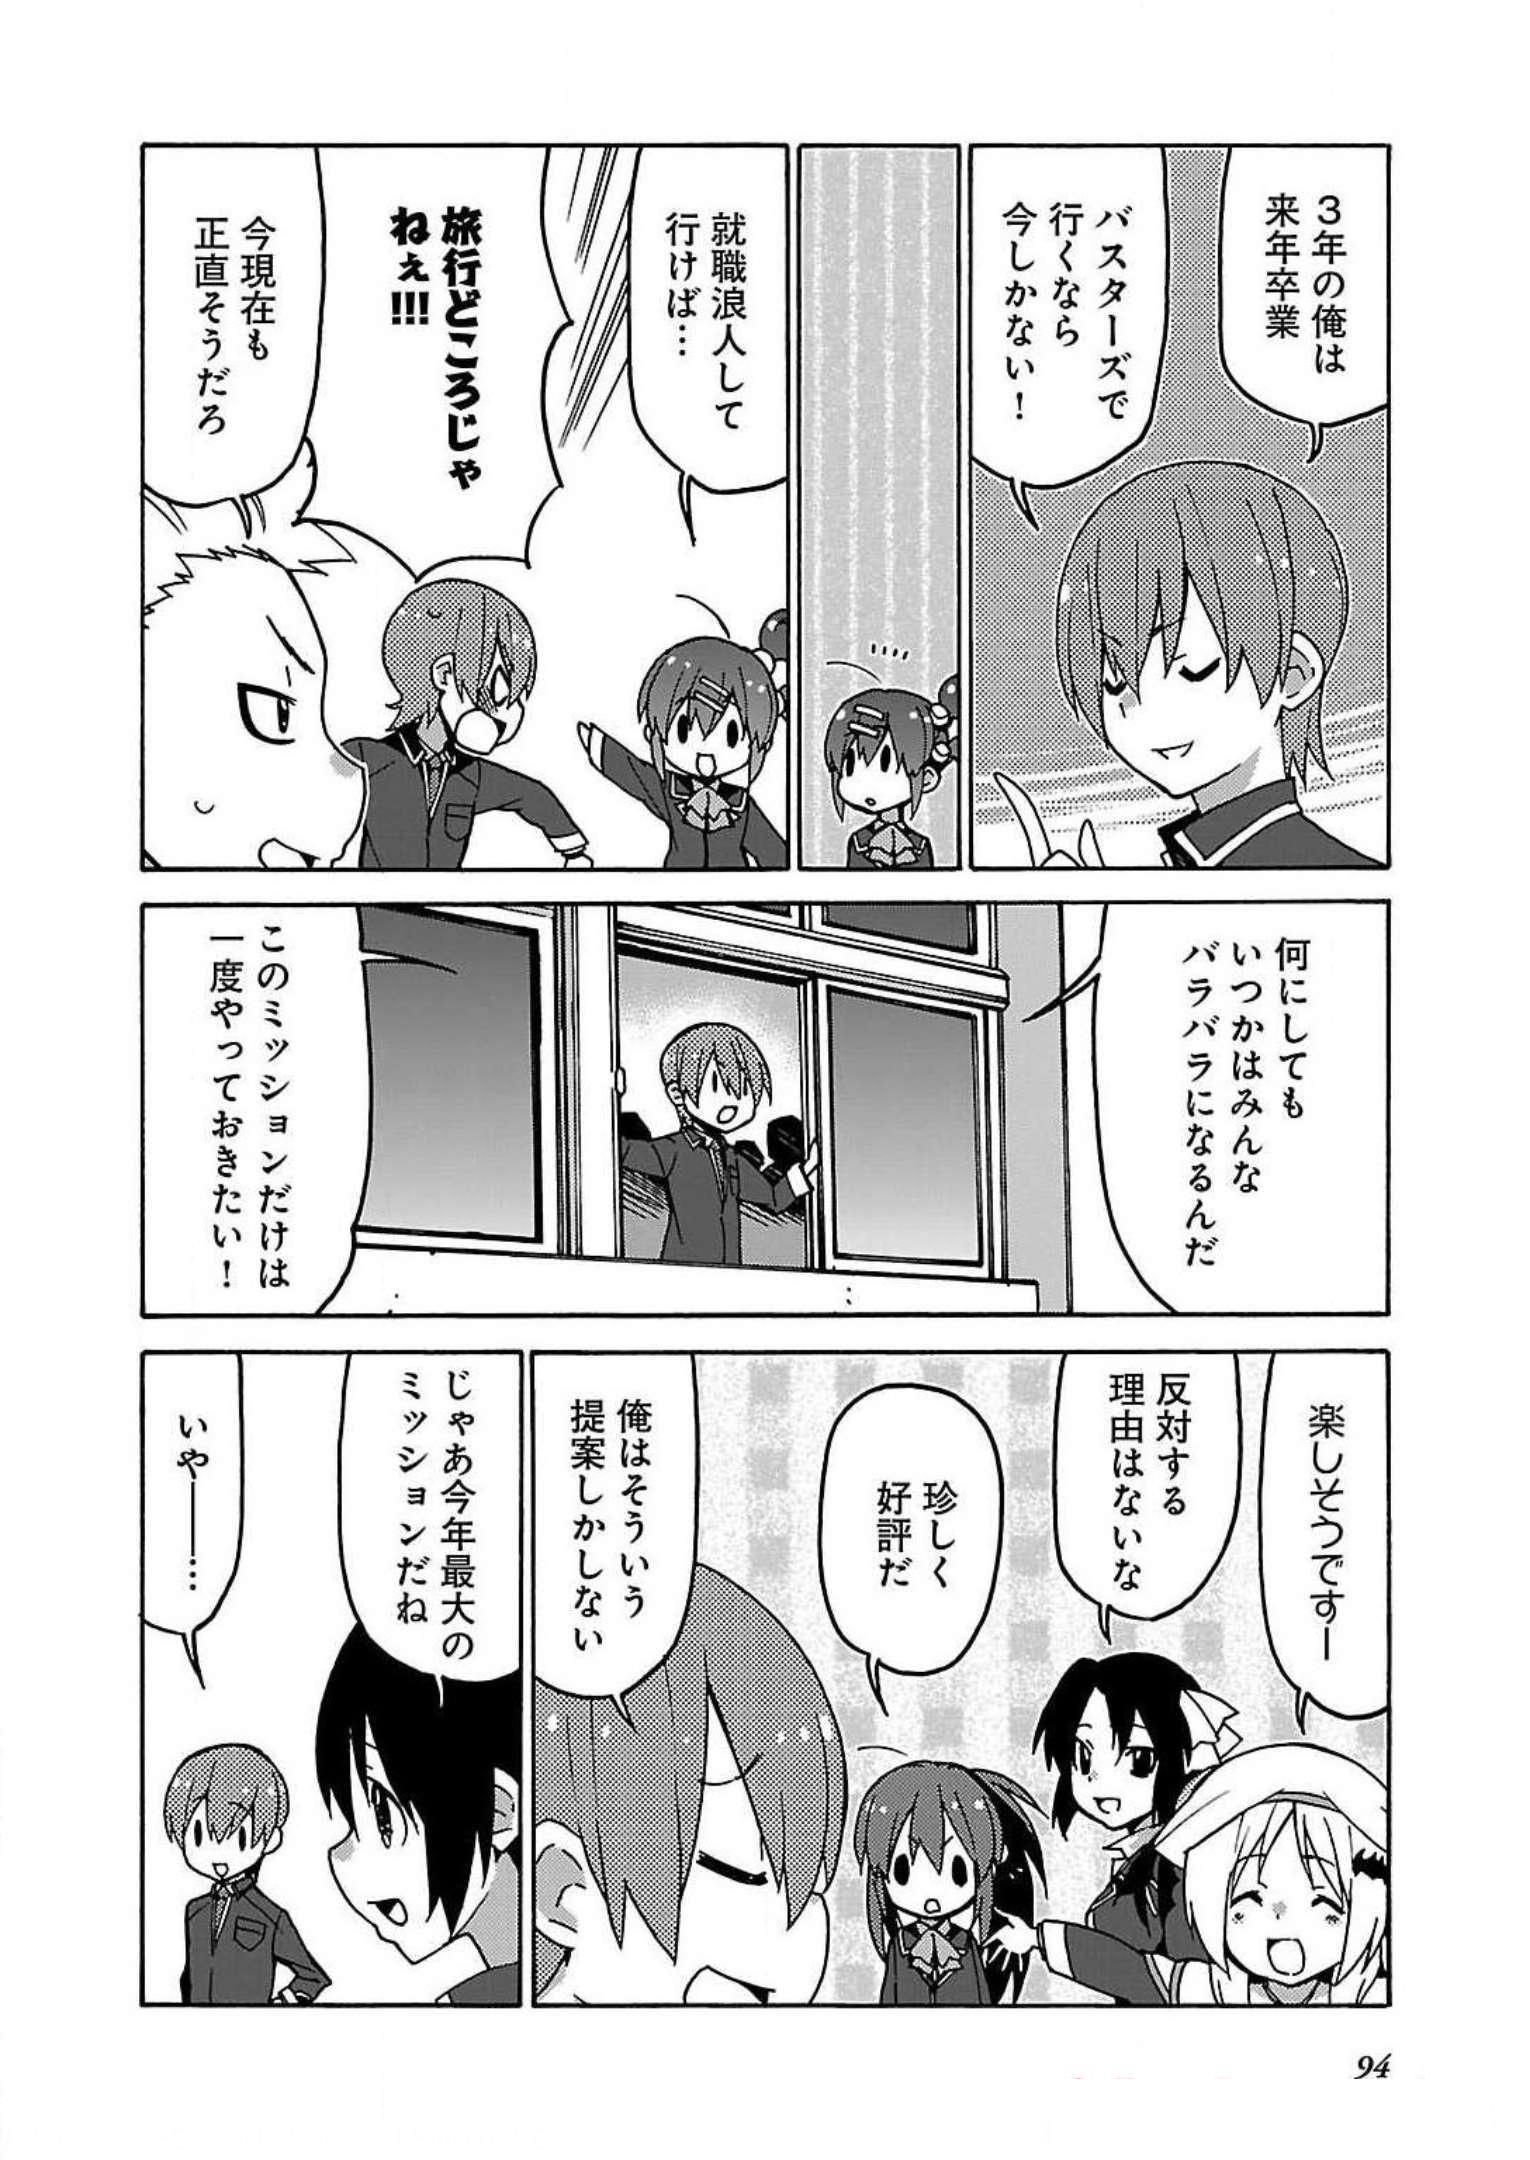 3年の俺は
来年卒業
バスターズで
行くなら
今しかない！
就職浪人して
行けば…
旅行どころじゃ
ねぇ!!!
今現在も
正直そうだろ
何にしても
いつかはみんな
バラバラになるんだ
このミッションだけは
一度やっておきたい！
楽しそうですー
反対する
理由はないな
珍しく
好評だ
俺はそういう
提案しかしない
じゃあ今年最大の
ミッションだね
いや――…
94